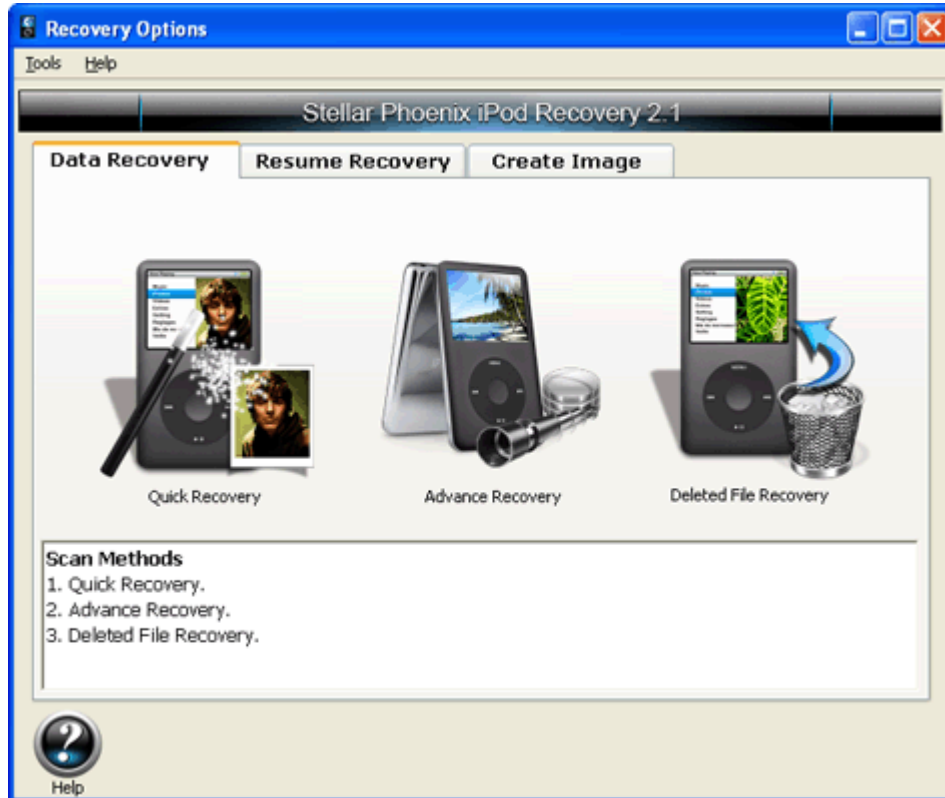 Recovery Options
Tools Help
Stellar Phoenix iPod Recovery 2.1
Data Recovery Resume Recovery Create Image
Quick Recovery Advance Recovery Deleted File Recovery
Scan Methods
1. Quick Recovery.
2. Advance Recovery.
3. Deleted File Recovery.
Help